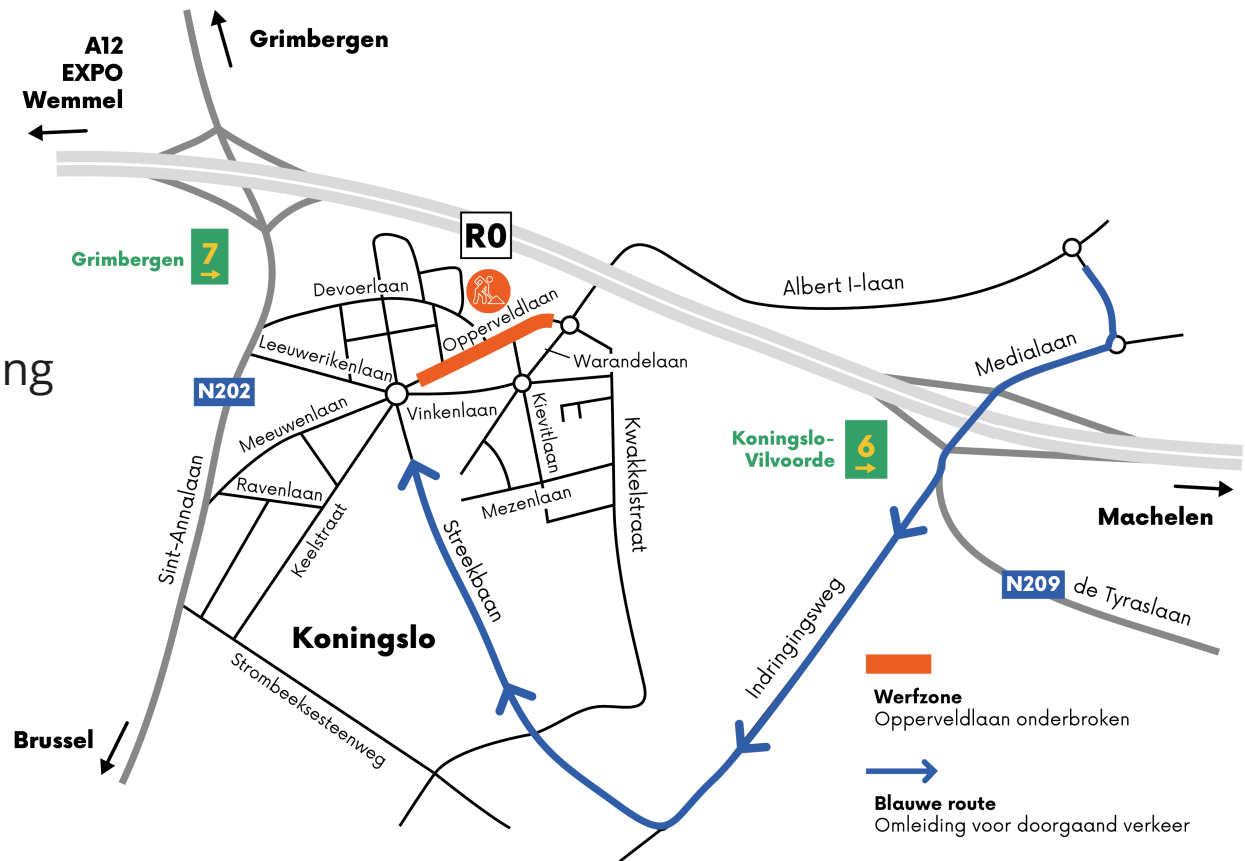 A12
EXPO
Wemmel
Grimbergen
R0
Grimbergen
7
Devoerlaan
Opperveldlaan
Albert I-laan
Leeuwerikenlaan
Warandelaan
Medialaan
ng
N202
Meeuwenlaan
Vinkenlaan
Kievitlaan
Kwakkelstraat
Koningslo-
Vilvoorde
6
Ravenlaan
Mezenlaan
Machelen
Sint-Annalaan
Keelstraat
Streekbaan
N209
de Tyraslaan
Koningslo
Indringingsweg
Strombeeksesteenweg
Brussel
Werfzone
Opperveldlaan onderbroken
Blauwe route
Omleiding voor doorgaand verkeer